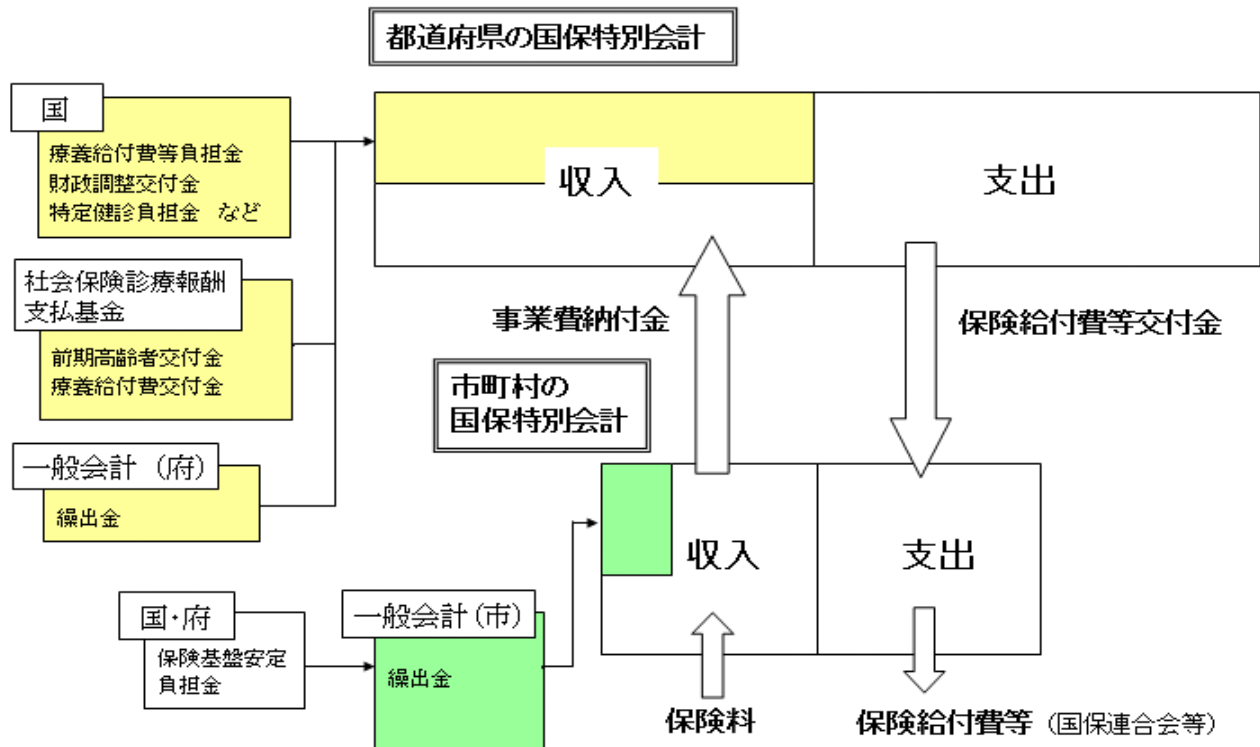 都道府県の国保特別会計
国
療養給付費等負担金
財政調整交付金
特定健診負担金 など
収入
支出
社会保険診療報酬
支払基金
前期高齢者交付金
療養給付費交付金
事業費納付金
保険給付費等交付金
市町村の
国保特別会計
一般会計（府）
繰出金
収入
支出
国・府
保険基盤安定
負担金
一般会計（市）
繰出金
保険料
保険給付費等（国保連合会等）